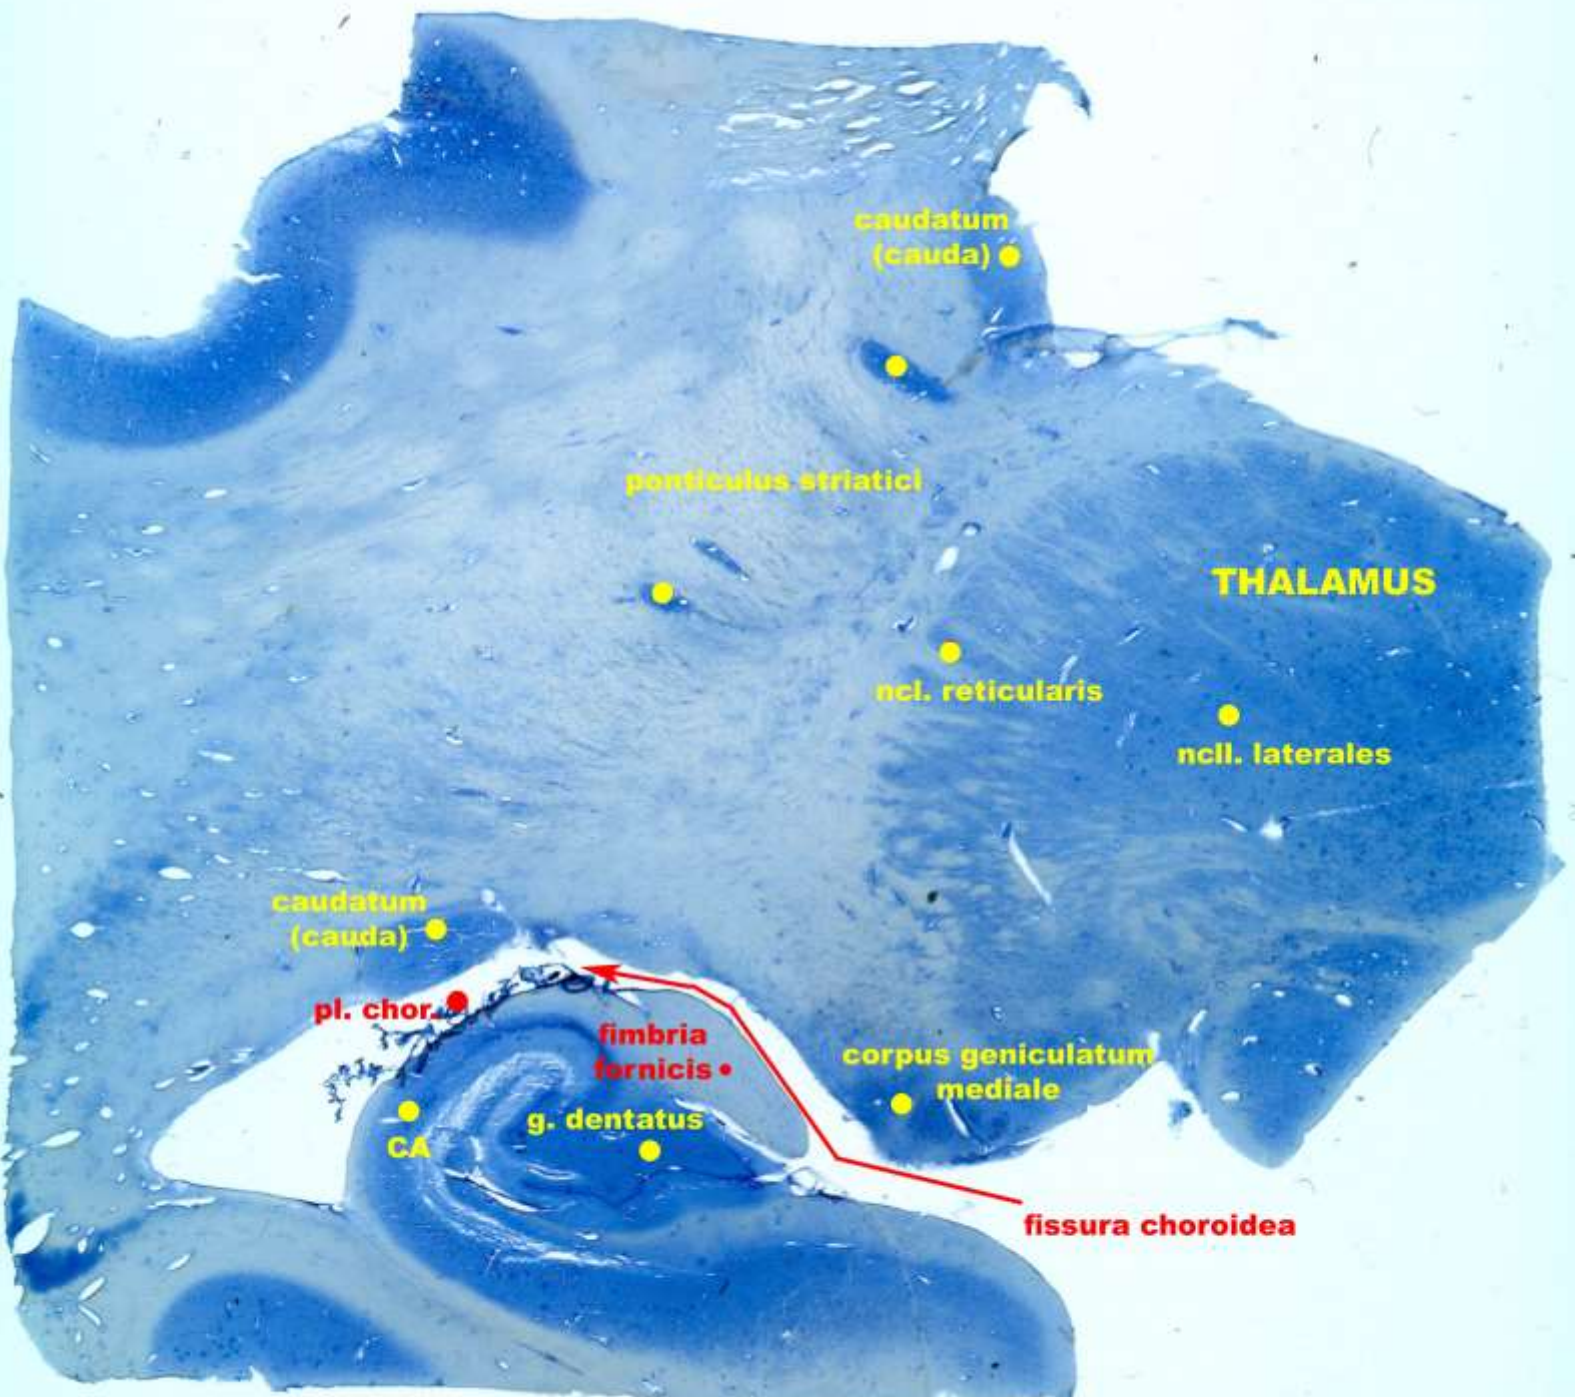 caudatum
(cauda)
ponticulus striatici
THALAMUS
ncl. reticularis
ncll. laterales
caudatum
(cauda)
pl. chor.
fimbria
fornicis
corpus geniculatum
mediale
g. dentatus
CA
fissura choroidea